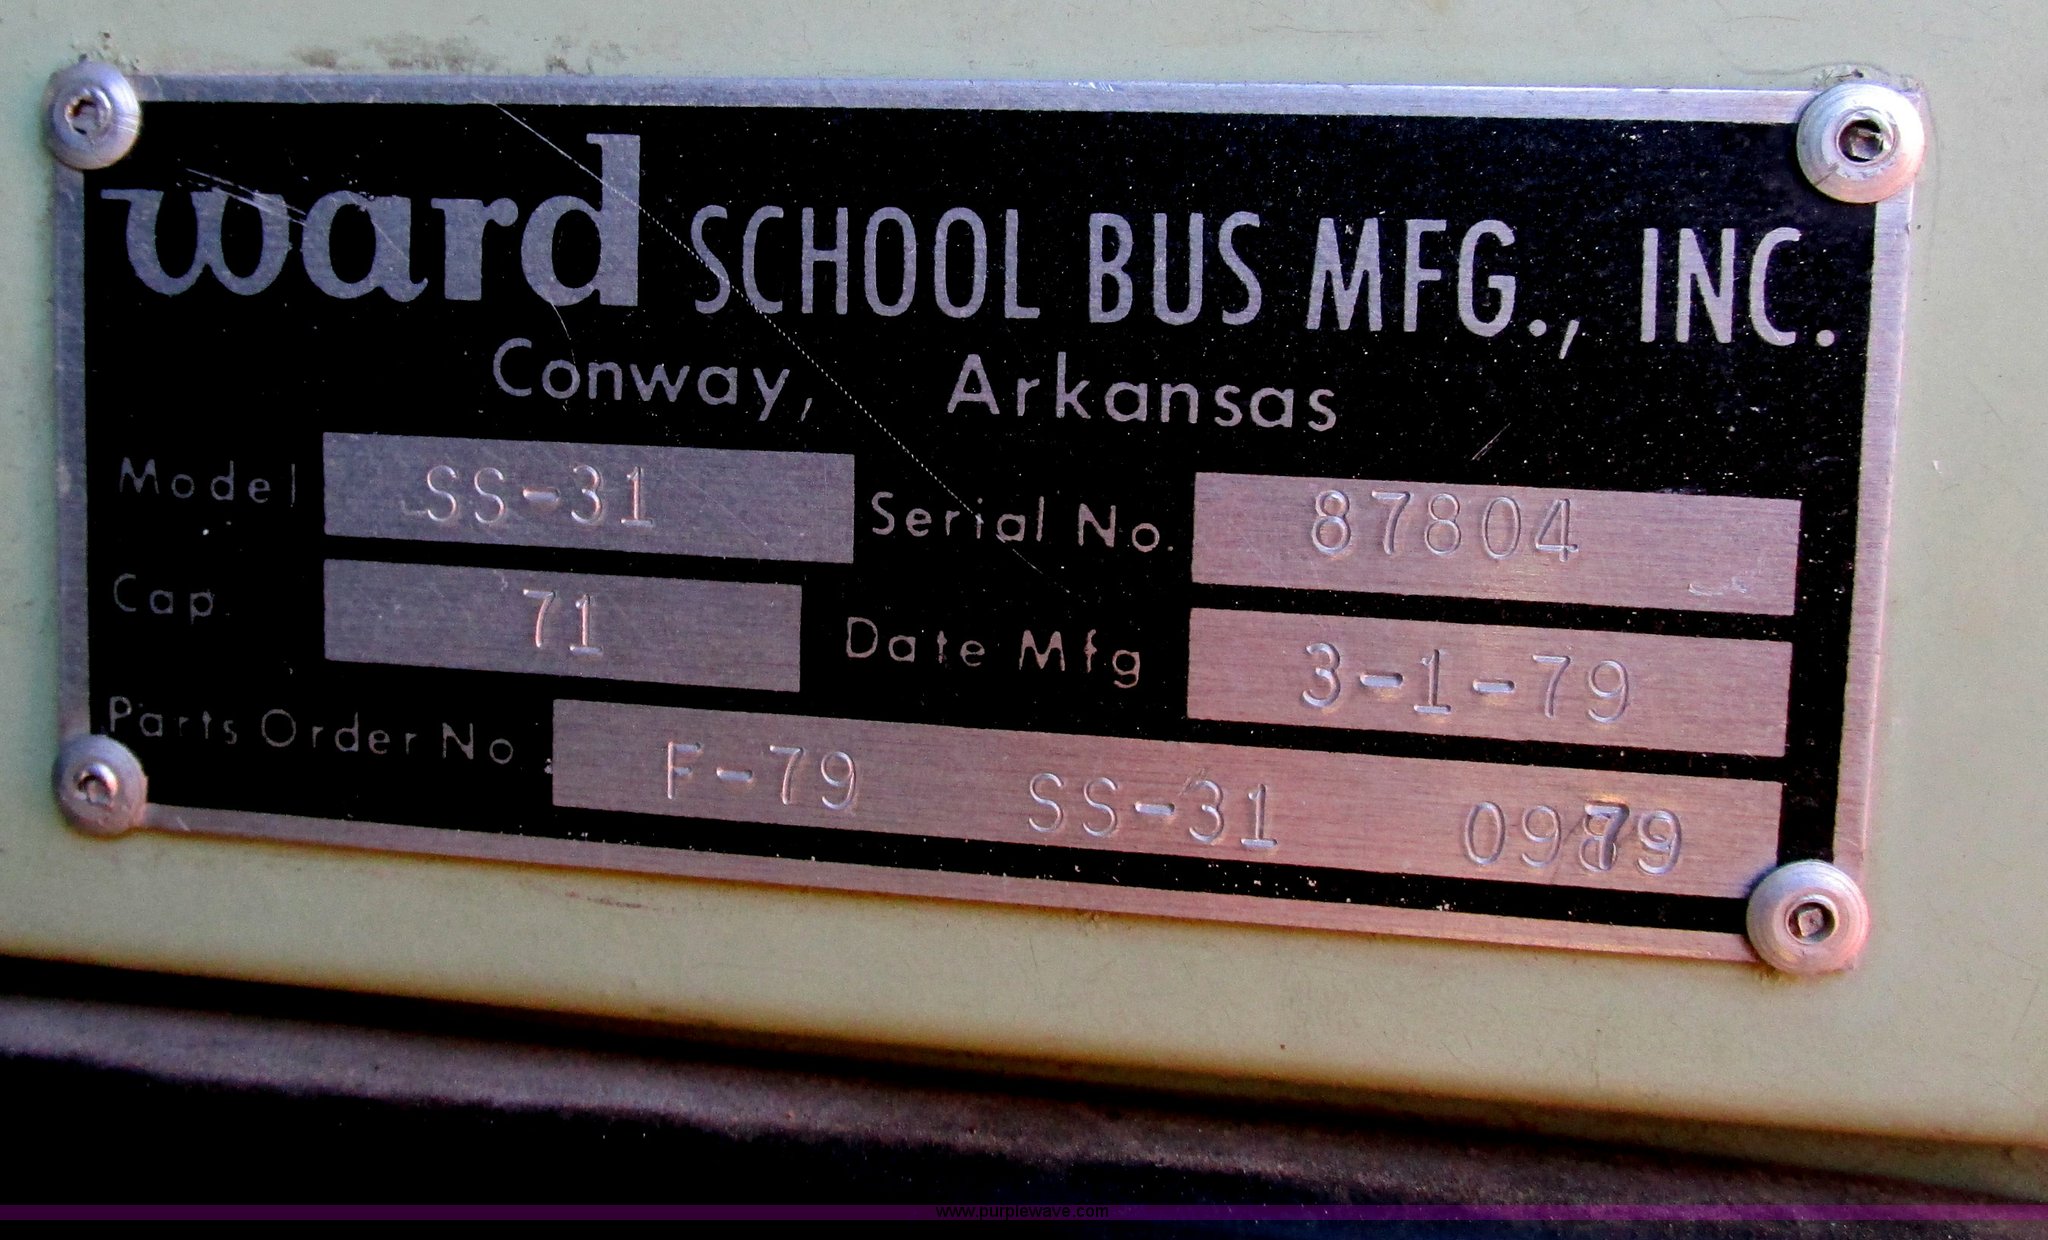 ward SCHOOL BUS MFG., INC.
Conway, Arkansas
Model SS-31 Serial No. 87804
Cap. 71 Date Mfg 3-1-79
Parts Order No. F-79 SS-31 0979
www.purplewave.com